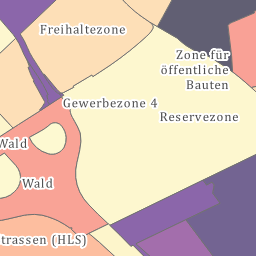 Freihaltezone
Zone für
öffentliche
Bauten
Gewerbezone 4
Reservezone
Wald
Wald
trassen (HLS)